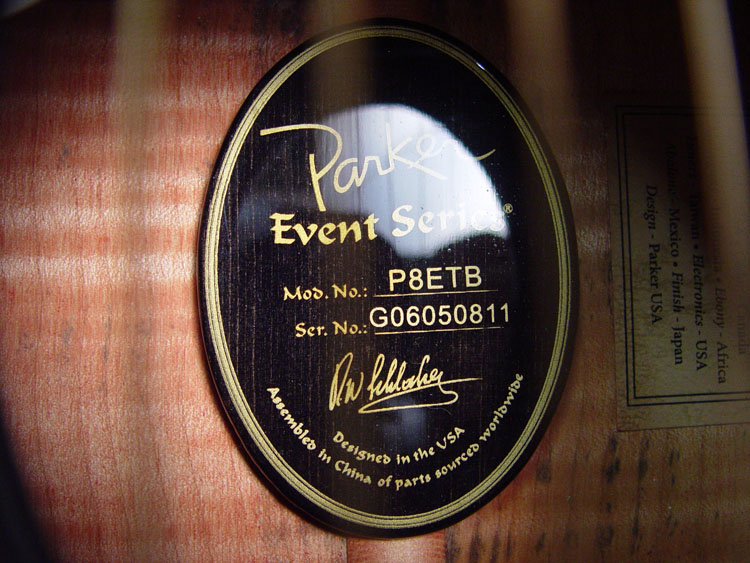 Parker
Event Series®
Mod. No.: P8ETB
Ser. No.: G06050811
Designed in the USA
Assembled in China of parts sourced worldwide
Ebony - Africa
Taiwan • Electronics - USA
Mexico • Finish - Japan
Design - Parker USA